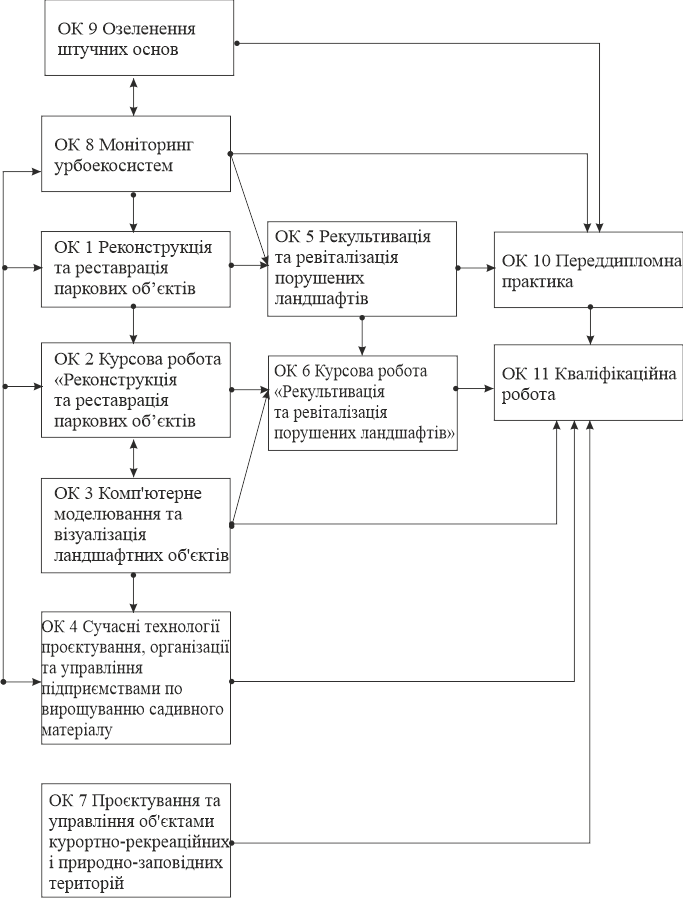 ОК 9 Озеленення
штучних основ
ОК 8 Моніторинг
урбоекосистем
ОК 1 Реконструкція
та реставрація
паркових об’єктів
ОК 5 Рекультивація
та ревіталізація
порушених
ландшафтів
ОК 10 Переддипломна
практика
ОК 2 Курсова робота
«Реконструкція
та реставрація
паркових об’єктів
ОК 6 Курсова робота
«Рекультивація
та ревіталізація
порушених ландшафтів»
ОК 11 Кваліфікаційна
робота
ОК 3 Комп'ютерне
моделювання та
візуалізація
ландшафтних об'єктів
ОК 4 Сучасні технології
проєктування, організації
та управління
підприємствами по
вирощуванню садивного
матеріалу
ОК 7 Проєктування та
управління об'єктами
курортно-рекреаційних
і природно-заповідних
територій